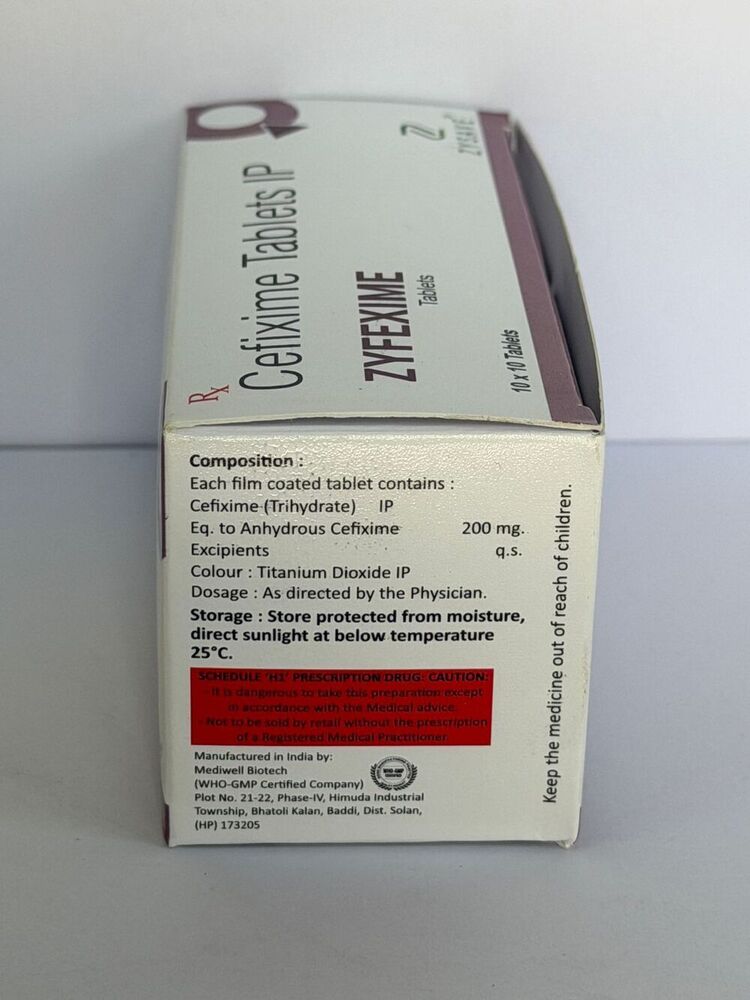 Rx
Cefixime Tablets IP
ZYFEXIME
Tablets
10 x 10 Tablets
ZYSAVE
Composition :
Each film coated tablet contains :
Cefixime (Trihydrate) IP
Eq. to Anhydrous Cefixime 200 mg.
Excipients q.s.
Colour : Titanium Dioxide IP
Dosage : As directed by the Physician.
Storage : Store protected from moisture,
direct sunlight at below temperature
25°C.
SCHEDULE 'H1' PRESCRIPTION DRUG: CAUTION:
-It is dangerous to take this preparation except
in accordance with the Medical advice.
-Not to be sold by retail without the prescription
of a Registered Medical Practitioner.
Manufactured in India by:
Mediwell Biotech
(WHO-GMP Certified Company)
Plot No. 21-22, Phase-IV, Himuda Industrial
Township, Bhatoli Kalan, Baddi, Dist. Solan,
(HP) 173205
WHO-GMP
Keep the medicine out of reach of children.